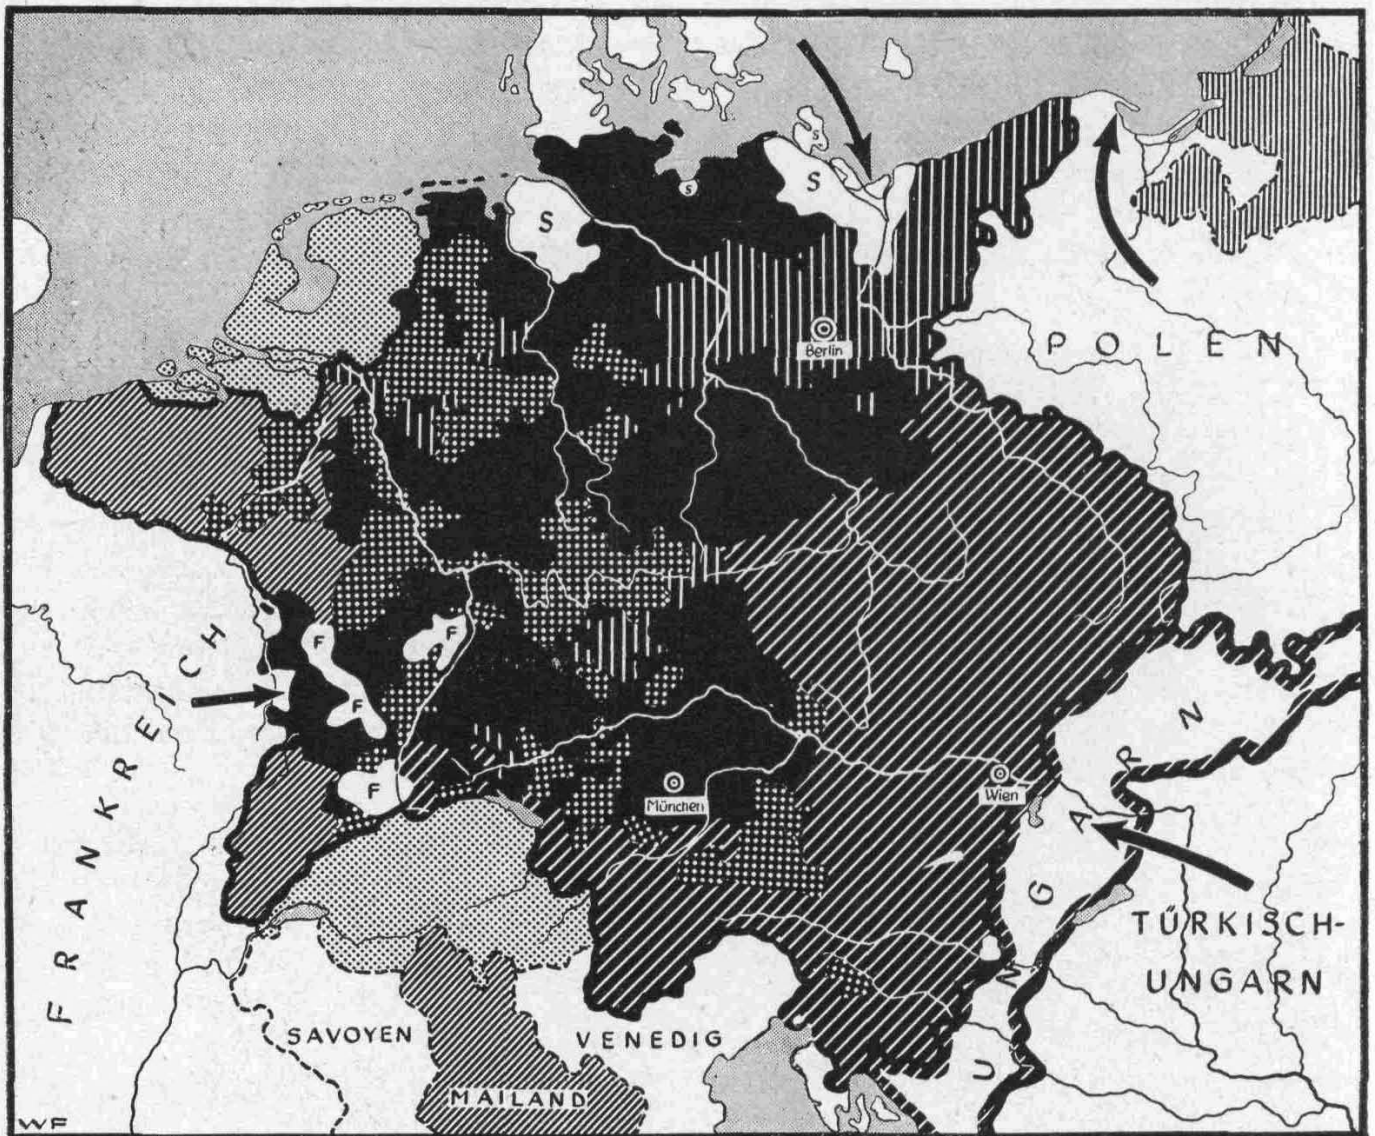 S
S
S
S
POLEN
Berlin
F
F
F
F
FRANKREICH
München
Wien
UNGARN
TÜRKISCH-
UNGARN
SAVOYEN
VENEDIG
MAILAND
WF